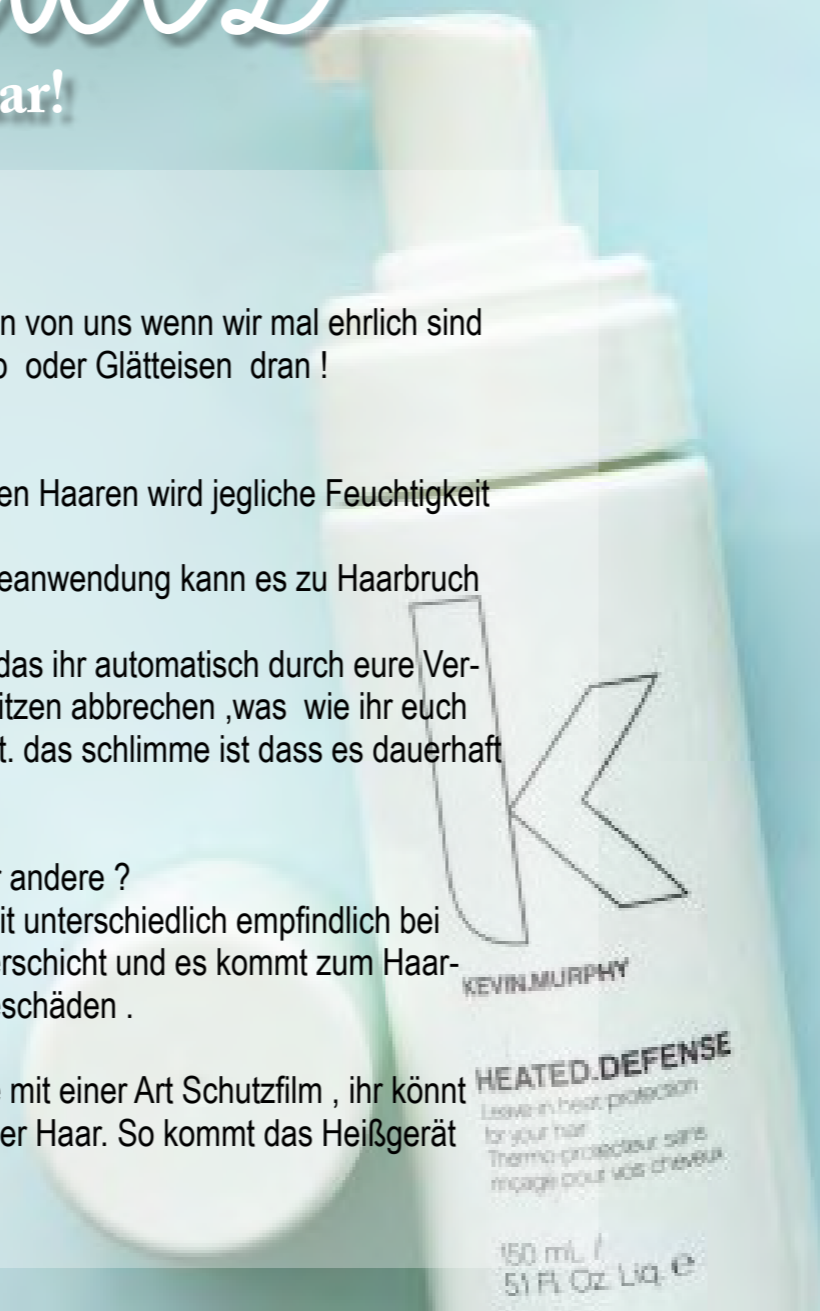 ar!
n von uns wenn wir mal ehrlich sind
oder Glätteisen dran !
en Haaren wird jegliche Feuchtigkeit
eanwendung kann es zu Haarbruch
das ihr automatisch durch eure Ver-
itzen abbrechen ,was wie ihr euch
t. das schlimme ist dass es dauerhaft
r andere ?
it unterschiedlich empfindlich bei
erschicht und es kommt zum Haar-
eschäden .
e mit einer Art Schutzfilm , ihr könnt
er Haar. So kommt das Heißgerät
k
KEVIN.MURPHY
HEATED.DEFENSE
Leave-in heat protection
for your hair
Thermo-protecteur sans
rinçage pour vos cheveux
150 mL /
5.1 Fl. Oz. Liq. e